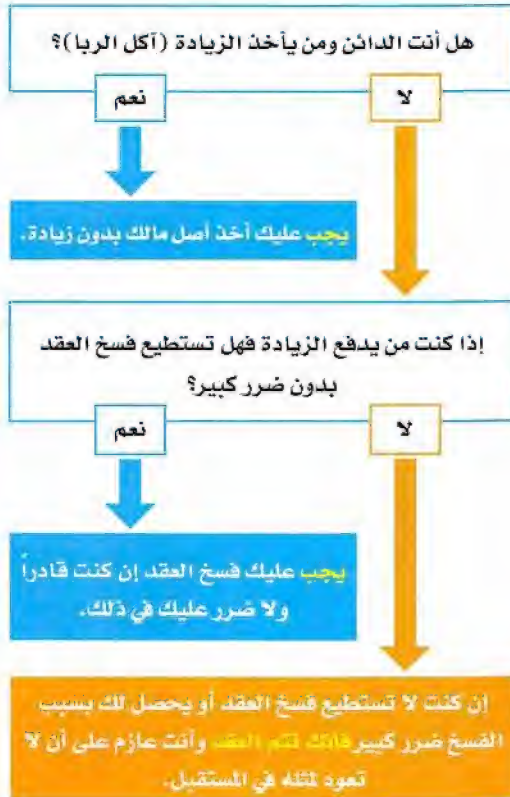 هل أنت الدائن ومن يأخذ الزيادة (آكل الربا)؟
نعم
لا
يجب عليك أخذ أصل مالك بدون زيادة.
إذا كنت من يدفع الزيادة فهل تستطيع فسخ العقد
بدون ضرر كبير؟
نعم
لا
يجب عليك فسخ العقد إن كنت قادراً
ولا ضرر عليك في ذلك.
إن كنت لا تستطيع فسخ العقد أو يحصل لك بسبب
الفسخ ضرر كبير فإنك تتم العقد وأنت عازم على أن لا
تعود لمثله في المستقبل.